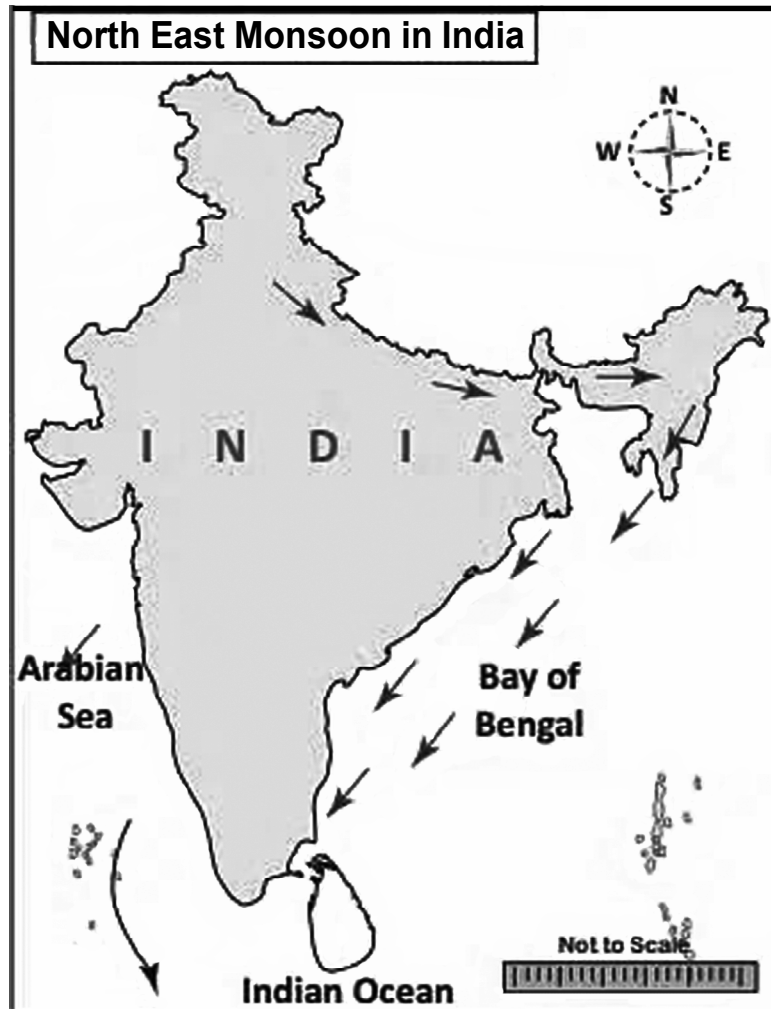 North East Monsoon in India
N
W E
S
I N D I A
Arabian
Sea
Bay of
Bengal
Not to Scale
Indian Ocean